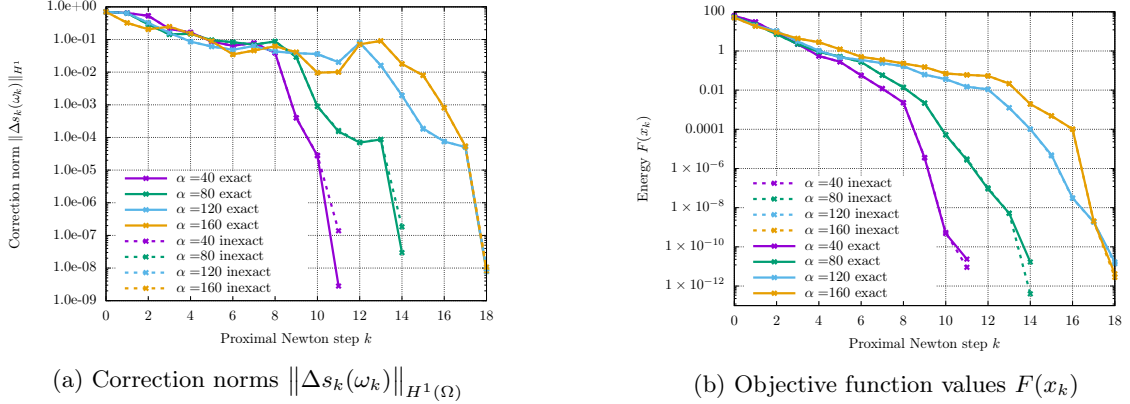 1.0e+00
1.0e-01
1.0e-02
1.0e-03
1.0e-04
1.0e-05
1.0e-06
1.0e-07
1.0e-08
1.0e-09
Correction norm ‖Δs_k(ω_k)‖_{H^1}
α =40 exact
α =80 exact
α =120 exact
α =160 exact
α =40 inexact
α =80 inexact
α =120 inexact
α =160 inexact
0 2 4 6 8 10 12 14 16 18
Proximal Newton step k
(a) Correction norms ‖Δs_k(ω_k)‖_{H^1(Ω)}
100
1
0.01
0.0001
1 × 10^{−6}
1 × 10^{−8}
1 × 10^{−10}
1 × 10^{−12}
Energy F(x_k)
α =40 inexact
α =80 inexact
α =120 inexact
α =160 inexact
α =40 exact
α =80 exact
α =120 exact
α =160 exact
0 2 4 6 8 10 12 14 16 18
Proximal Newton step k
(b) Objective function values F(x_k)